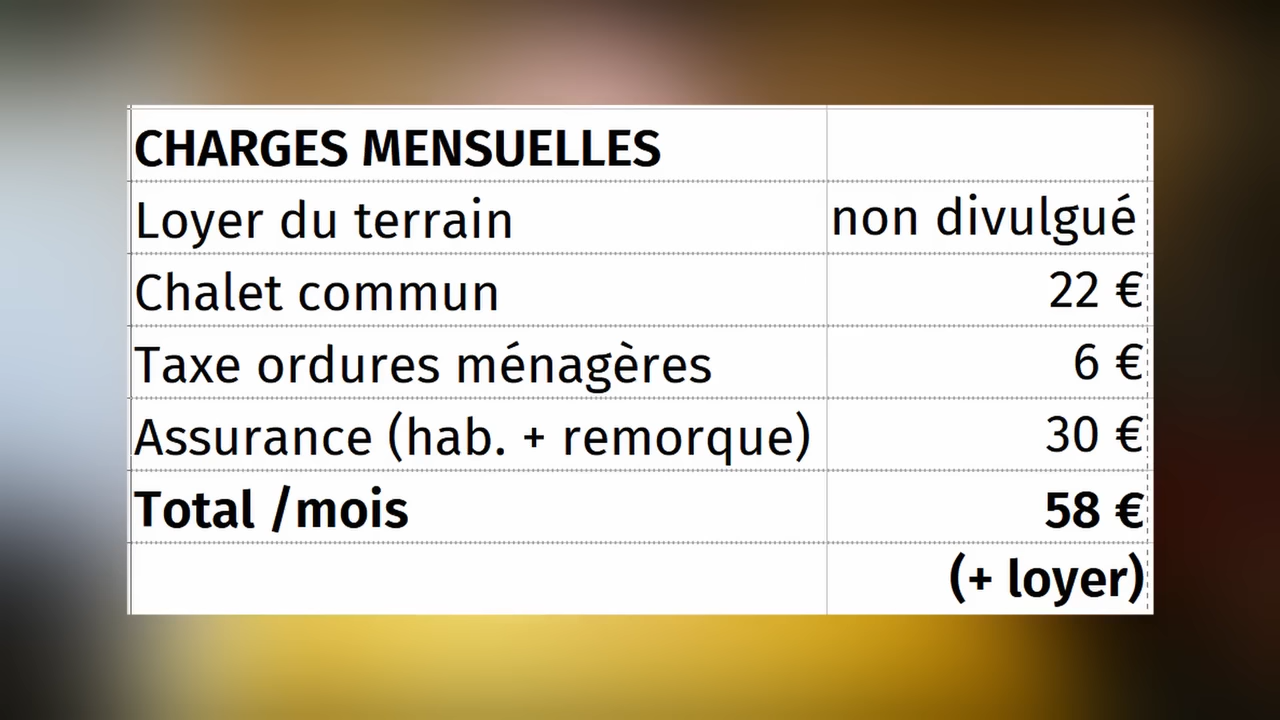 CHARGES MENSUELLES
Loyer du terrain non divulgué
Chalet commun 22 €
Taxe ordures ménagères 6 €
Assurance (hab. + remorque) 30 €
Total /mois 58 €
(+ loyer)